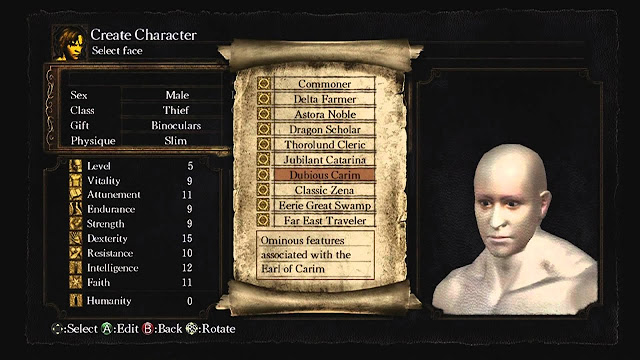 Create Character
Select face
Sex Male
Class Thief
Gift Binoculars
Physique Slim
Level 5
Vitality 9
Attunement 11
Endurance 9
Strength 9
Dexterity 15
Resistance 10
Intelligence 12
Faith 11
Humanity 0
Commoner
Delta Farmer
Astora Noble
Dragon Scholar
Thorolund Cleric
Jubilant Catarina
Dubious Carim
Classic Zena
Eerie Great Swamp
Far East Traveler
Ominous features
associated with the
Earl of Carim
:Select A:Edit B:Back :Rotate